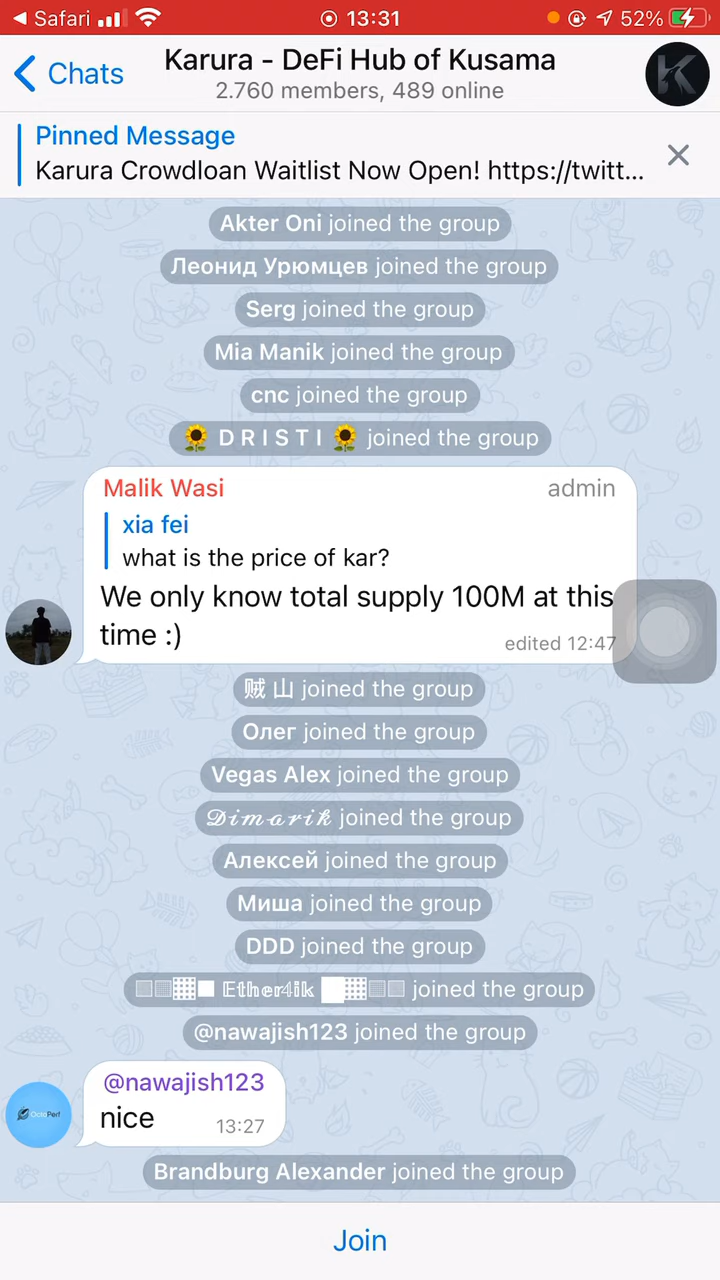 Safari 13:31 52%
Chats Karura - DeFi Hub of Kusama
2.760 members, 489 online
Pinned Message
Karura Crowdloan Waitlist Now Open! https://twitt...
Akter Oni joined the group
Леонид Урюмцев joined the group
Serg joined the group
Mia Manik joined the group
cnc joined the group
🌻 D R I S T I 🌻 joined the group
Malik Wasi admin
xia fei
what is the price of kar?
We only know total supply 100M at this
time :)
edited 12:47
贼 山 joined the group
Олег joined the group
Vegas Alex joined the group
𝒟𝒾𝓂𝒶𝓇𝒾𝓀 joined the group
Алексей joined the group
Миша joined the group
DDD joined the group
𝔼𝕥𝕙𝕖𝕣𝟜𝕚𝕜 joined the group
@nawajish123 joined the group
@nawajish123
nice 13:27
OctaPerf
Brandburg Alexander joined the group
Join